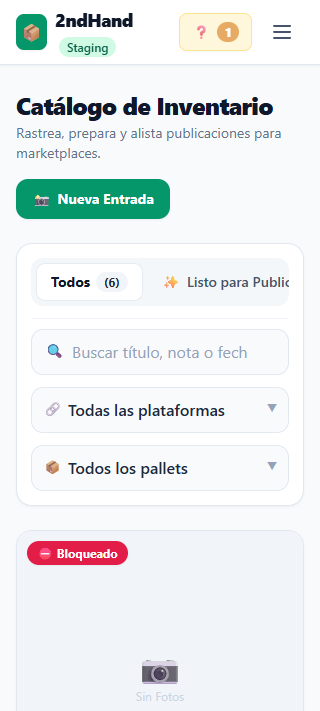 2ndHand
Staging
1
Catálogo de Inventario
Rastrea, prepara y alista publicaciones para
marketplaces.
Nueva Entrada
Todos (6)
Listo para Public
Buscar título, nota o fech
Todas las plataformas
Todos los pallets
Bloqueado
Sin Fotos